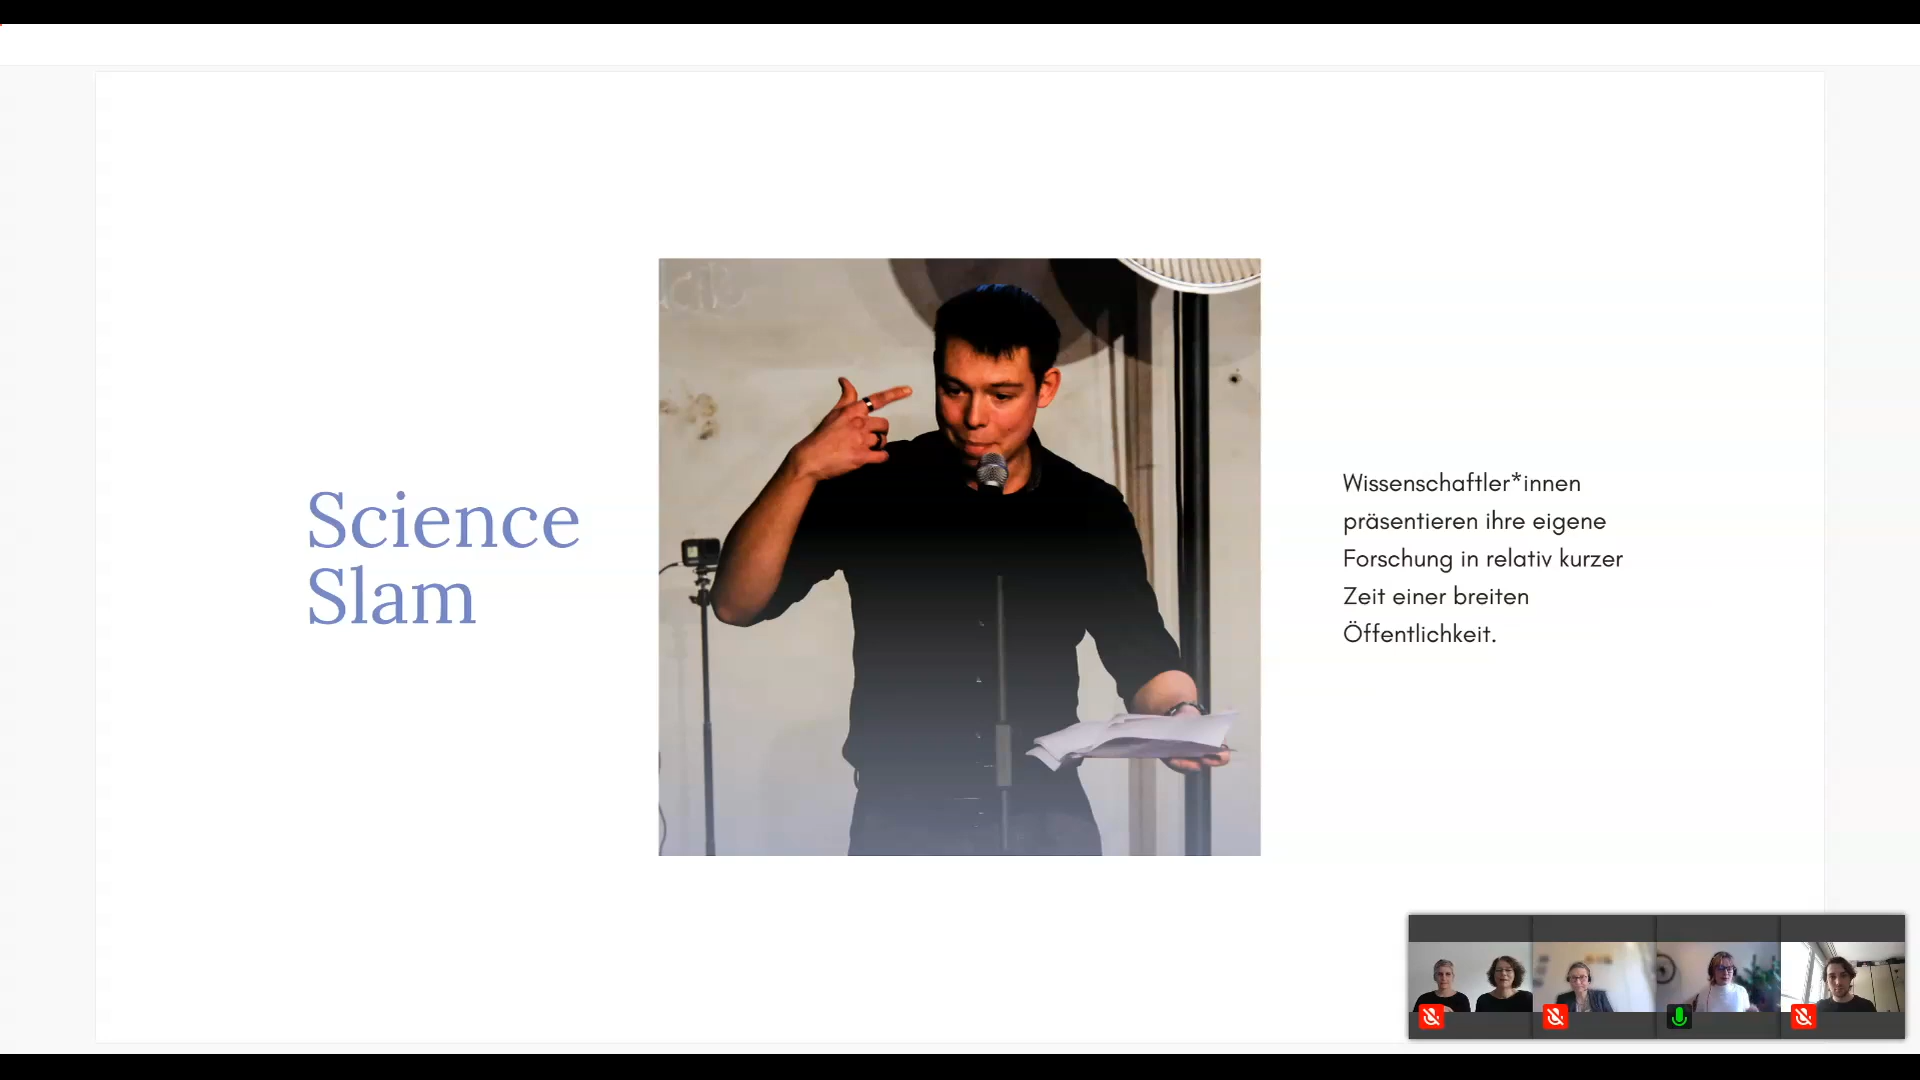 Science
Slam
Wissenschaftler*innen
präsentieren ihre eigene
Forschung in relativ kurzer
Zeit einer breiten
Öffentlichkeit.